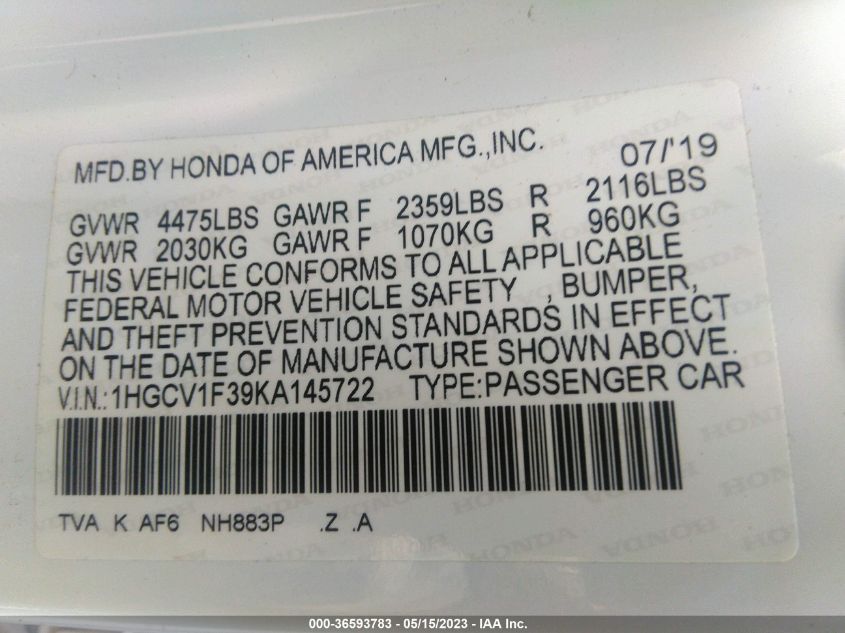 MFD.BY HONDA OF AMERICA MFG.,INC. 07/'19
GVWR 4475LBS GAWR F 2359LBS R 2116LBS
GVWR 2030KG GAWR F 1070KG R 960KG
THIS VEHICLE CONFORMS TO ALL APPLICABLE
FEDERAL MOTOR VEHICLE SAFETY , BUMPER,
AND THEFT PREVENTION STANDARDS IN EFFECT
ON THE DATE OF MANUFACTURE SHOWN ABOVE.
V.I.N.:1HGCV1F39KA145722 TYPE:PASSENGER CAR
TVA K AF6 NH883P .Z .A
000-36593783 - 05/15/2023 - IAA Inc.